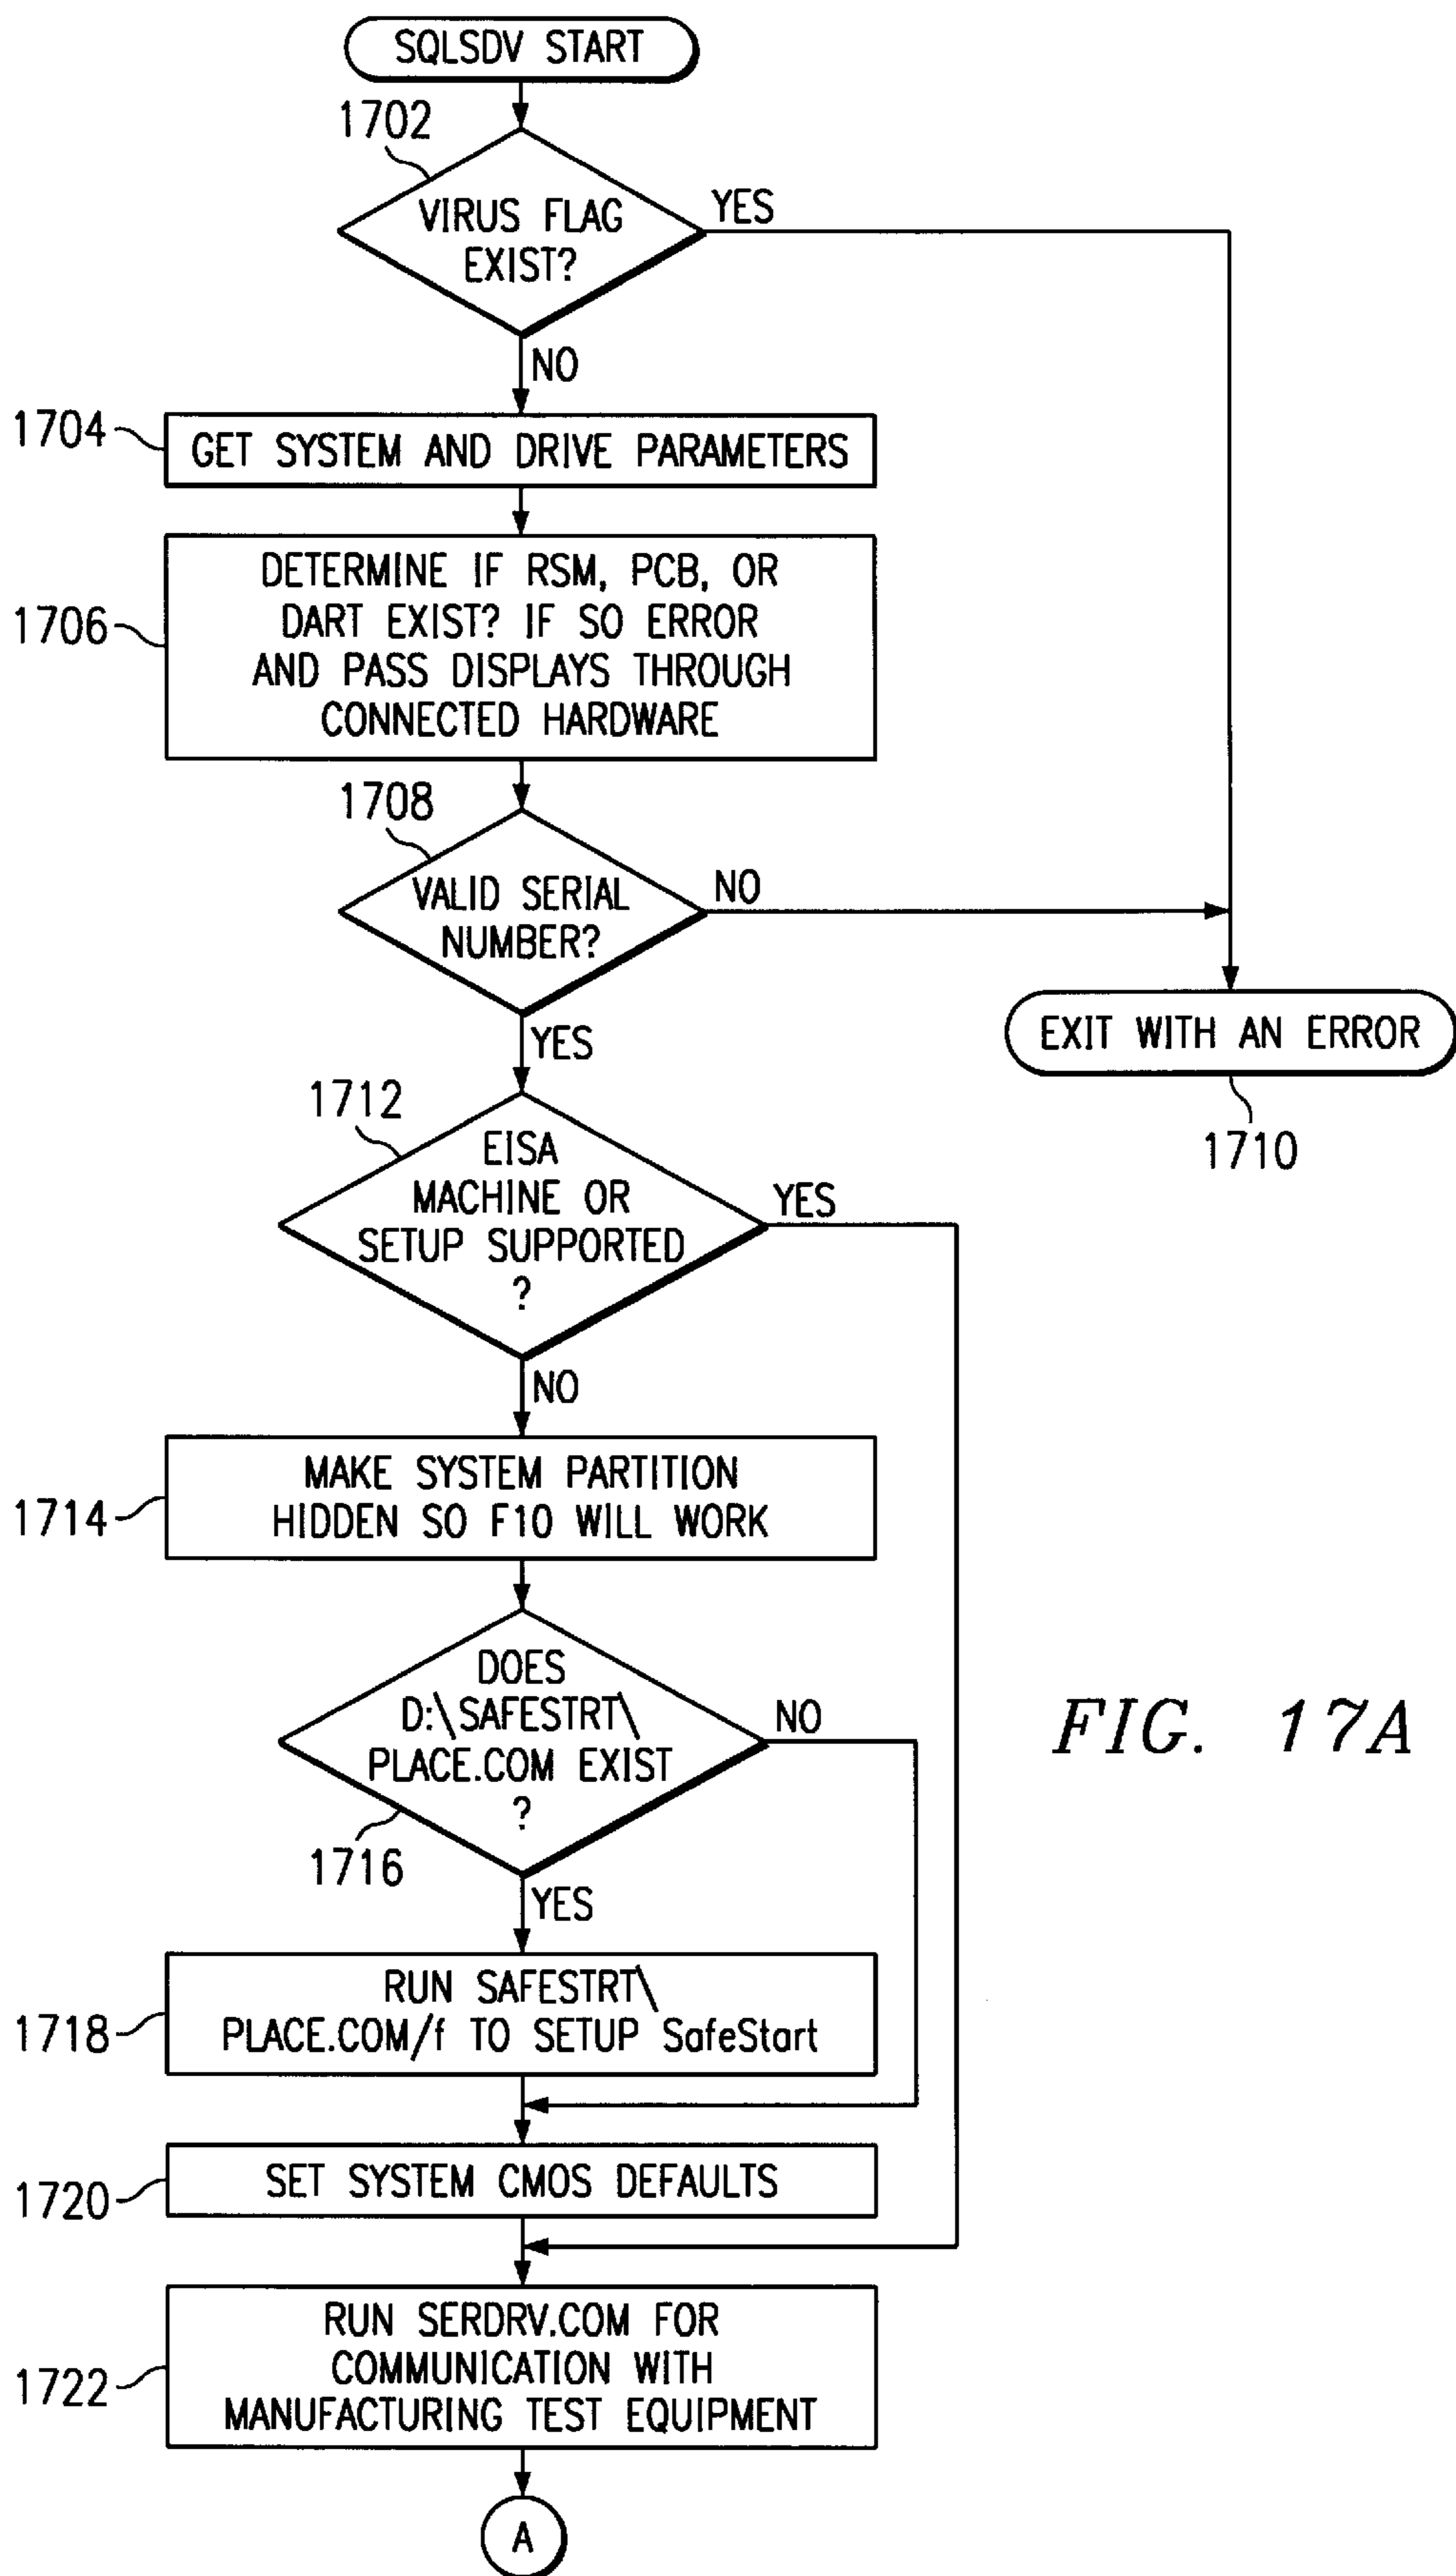 SQLSDV START
1702
VIRUS FLAG
EXIST?
YES
NO
1704
GET SYSTEM AND DRIVE PARAMETERS
1706
DETERMINE IF RSM, PCB, OR
DART EXIST? IF SO ERROR
AND PASS DISPLAYS THROUGH
CONNECTED HARDWARE
1708
VALID SERIAL
NUMBER?
NO
YES
EXIT WITH AN ERROR
1710
1712
EISA
MACHINE OR
SETUP SUPPORTED
?
YES
NO
1714
MAKE SYSTEM PARTITION
HIDDEN SO F10 WILL WORK
DOES
D:\SAFESTRT\
PLACE.COM EXIST
?
NO
1716
YES
FIG. 17A
1718
RUN SAFESTRT\
PLACE.COM/f TO SETUP SafeStart
1720
SET SYSTEM CMOS DEFAULTS
1722
RUN SERDRV.COM FOR
COMMUNICATION WITH
MANUFACTURING TEST EQUIPMENT
A